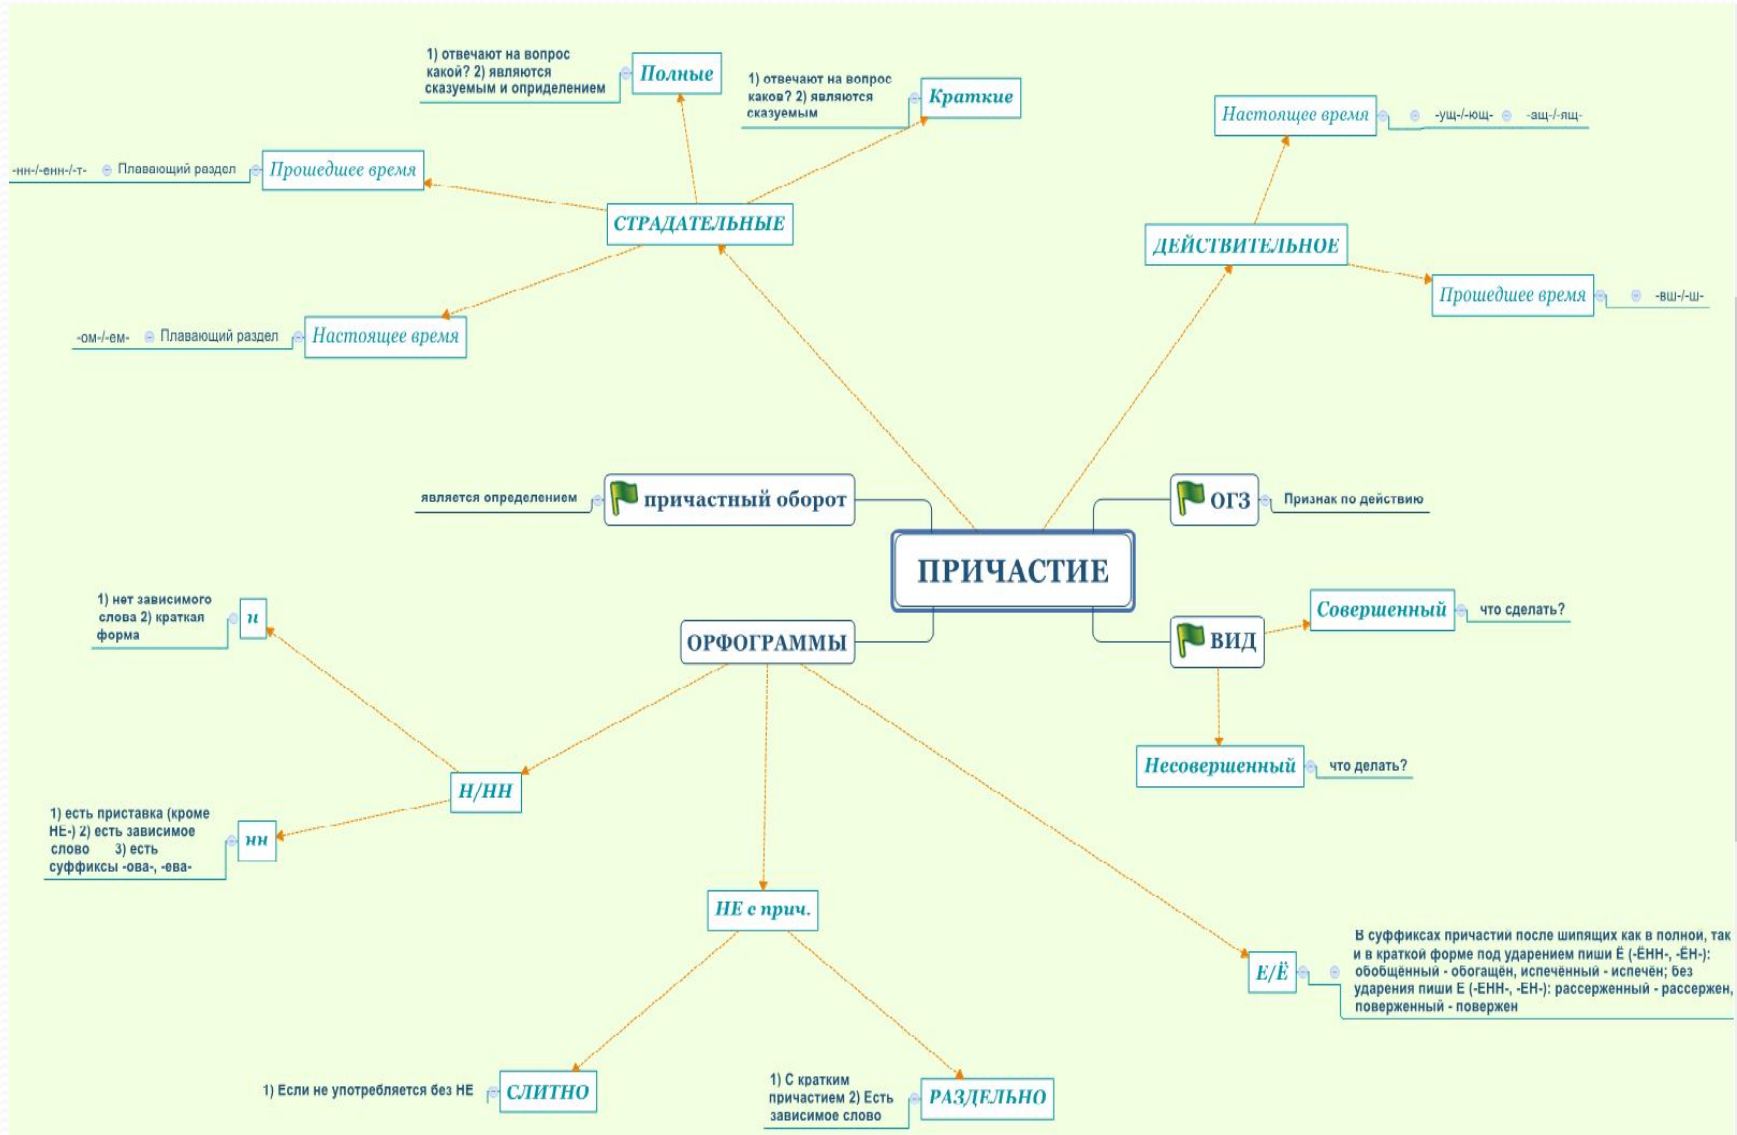 1) отвечают на вопрос
какой? 2) являются
сказуемым и оприделением
Полные
1) отвечают на вопрос
каков? 2) являются
сказуемым
Краткие
Настоящее время
-ущ-/-ющ-
-ащ-/-ящ-
-нн-/-енн-/-т-
Плавающий раздел
Прошедшее время
СТРАДАТЕЛЬНЫЕ
ДЕЙСТВИТЕЛЬНОЕ
Прошедшее время
-вш-/-ш-
-ом-/-ем-
Плавающий раздел
Настоящее время
является определением
причастный оборот
ОГЗ
Признак по действию
ПРИЧАСТИЕ
1) нет зависимого
слова 2) краткая
форма
н
ОРФОГРАММЫ
ВИД
Совершенный
что сделать?
Несовершенный
что делать?
Н/НН
1) есть приставка (кроме
НЕ-) 2) есть зависимое
слово 3) есть
суффиксы -ова-, -ева-
нн
НЕ с прич.
Е/Ё
В суффиксах причастий после шипящих как в полной, так
и в краткой форме под ударением пиши Ё (-ЁНН-, -ЁН-):
обобщённый - обогащён, испечённый - испечён; без
ударения пиши Е (-ЕНН-, -ЕН-): рассерженный - рассержен,
поверженный - повержен
1) Если не употребляется без НЕ
СЛИТНО
1) С кратким
причастием 2) Есть
зависимое слово
РАЗДЕЛЬНО